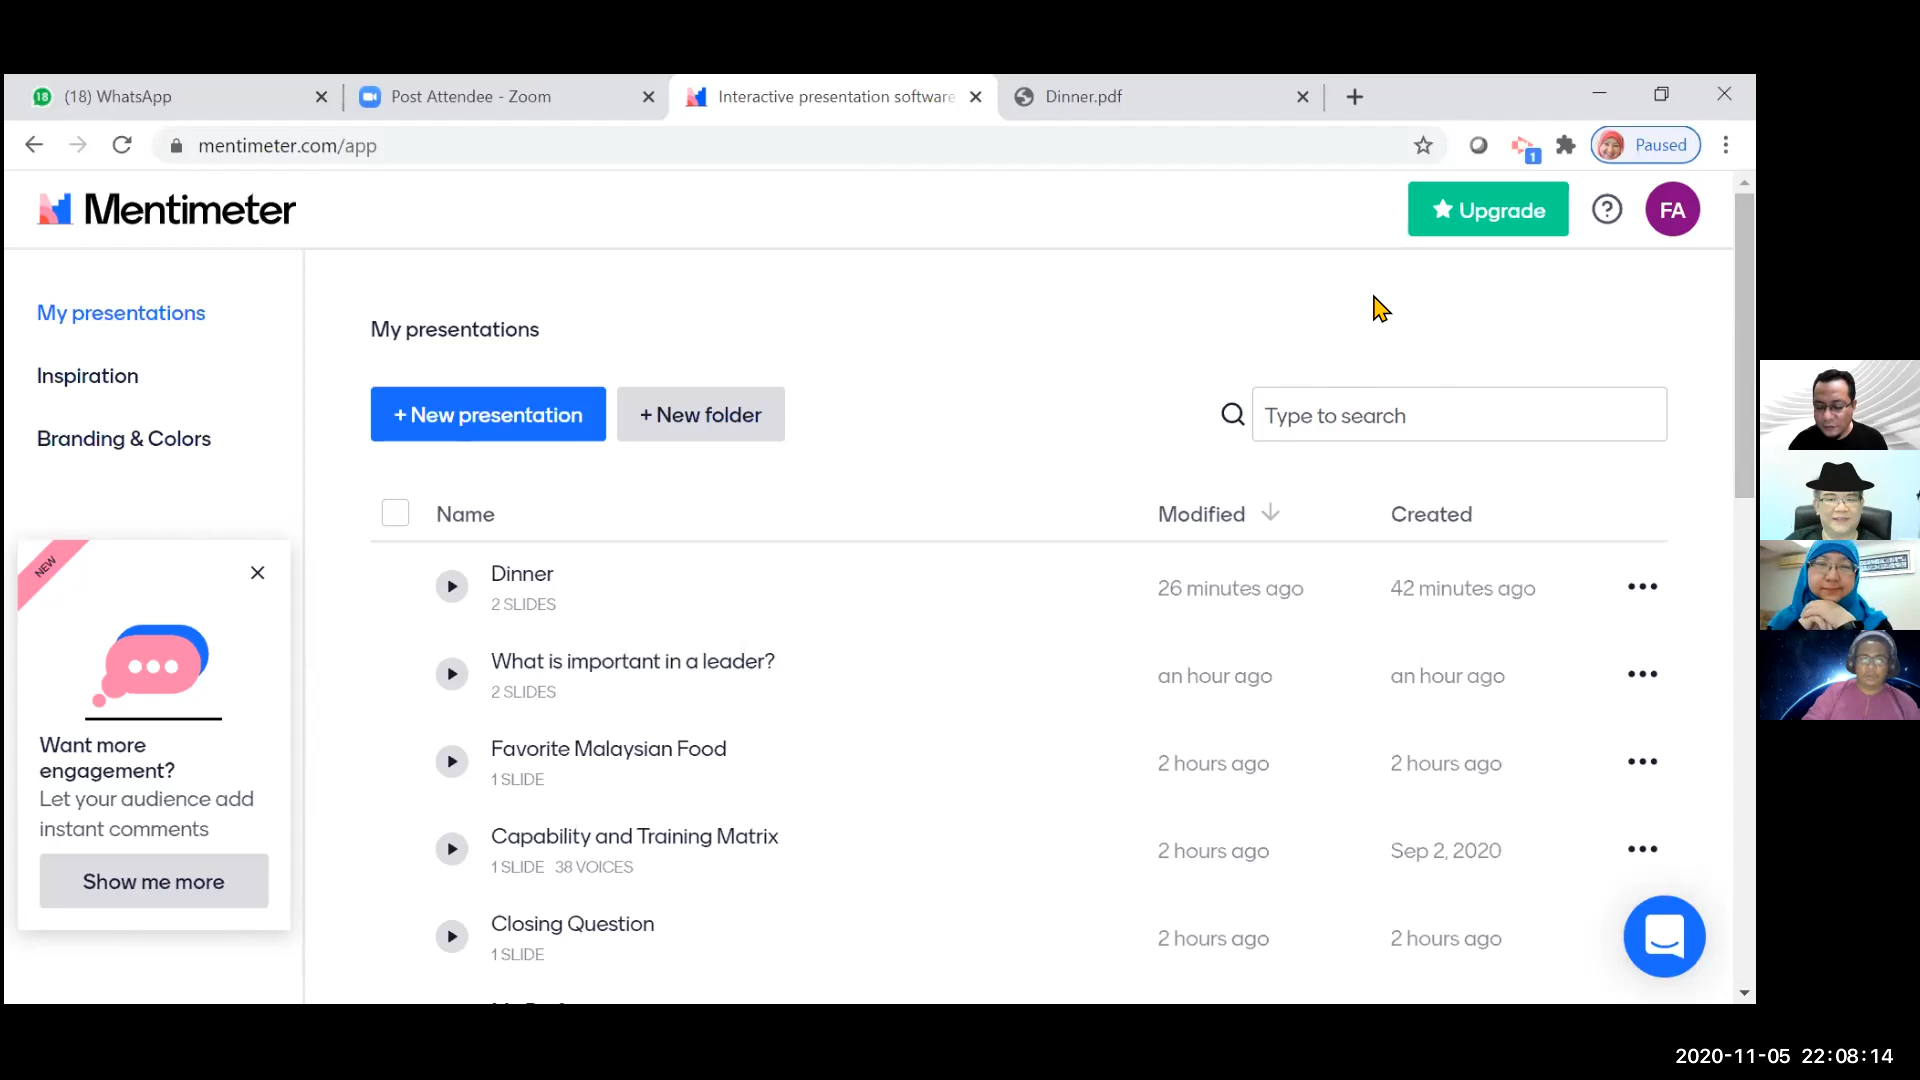 18 (18) WhatsApp
Post Attendee - Zoom
Interactive presentation software
Dinner.pdf
mentimeter.com/app
1
Paused
Mentimeter
Upgrade
?
FA
My presentations
Inspiration
Branding & Colors
NEW
Want more
engagement?
Let your audience add
instant comments
Show me more
My presentations
+ New presentation
+ New folder
Type to search
Name
Modified
Created
Dinner
2 SLIDES
26 minutes ago
42 minutes ago
What is important in a leader?
2 SLIDES
an hour ago
an hour ago
Favorite Malaysian Food
1 SLIDE
2 hours ago
2 hours ago
Capability and Training Matrix
1 SLIDE 38 VOICES
2 hours ago
Sep 2, 2020
Closing Question
1 SLIDE
2 hours ago
2 hours ago
2020-11-05 22:08:14